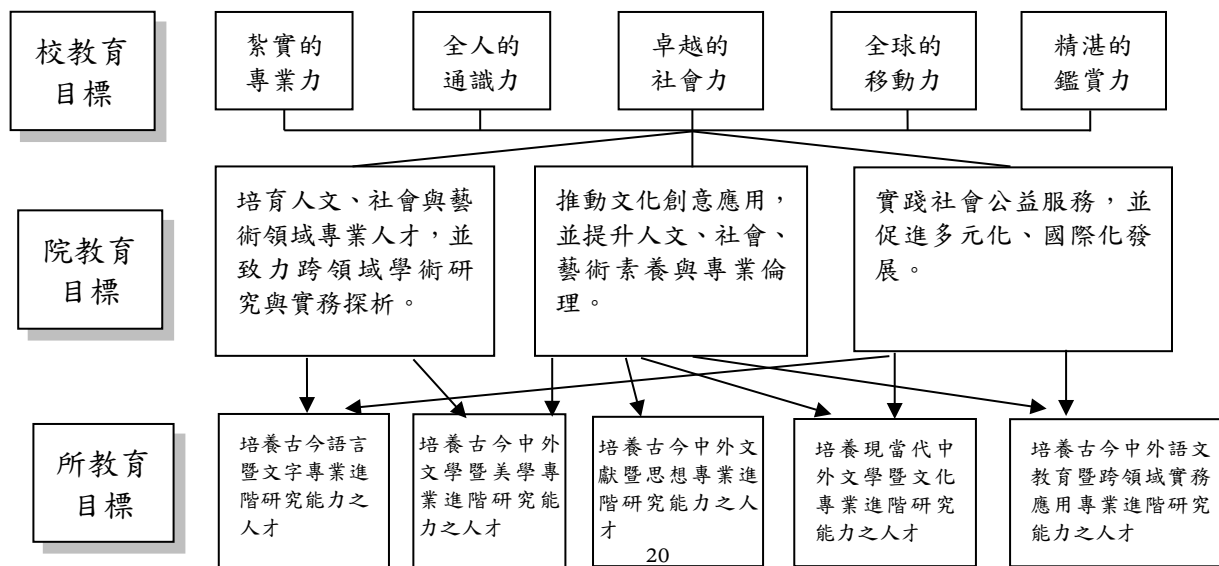 校教育
目標
紮實的
專業力
全人的
通識力
卓越的
社會力
全球的
移動力
精湛的
鑑賞力
院教育
目標
培育人文、社會與藝
術領域專業人才，並
致力跨領域學術研
究與實務探析。
推動文化創意應用，
並提升人文、社會、
藝術素養與專業倫
理。
實踐社會公益服務，並
促進多元化、國際化發
展。
所教育
目標
培養古今語言
暨文字專業進
階研究能力之
人才
培養古今中外
文學暨美學專
業進階研究能
力之人才
培養古今中外文
獻暨思想專業進
階研究能力之人
才
培養現當代中
外文學暨文化
專業進階研究
能力之人才
培養古今中外語文
教育暨跨領域實務
應用專業進階研究
能力之人才
20